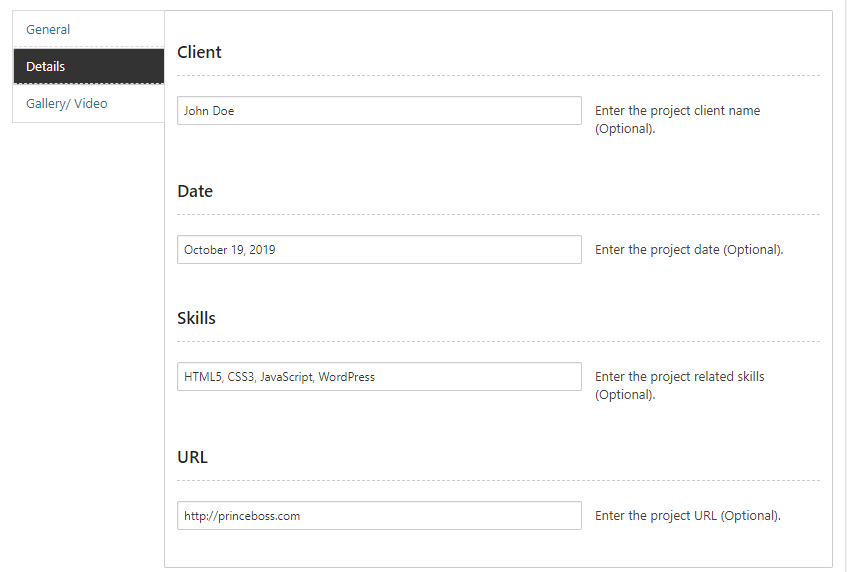 General
Details
Gallery/ Video
Client
John Doe
Enter the project client name
(Optional).
Date
October 19, 2019
Enter the project date (Optional).
Skills
HTML5, CSS3, JavaScript, WordPress
Enter the project related skills
(Optional).
URL
http://princeboss.com
Enter the project URL (Optional).